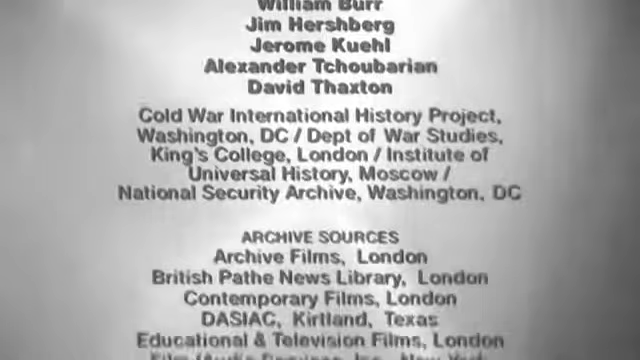 William Burr
Jim Hershberg
Jerome Kuehl
Alexander Tchoubarian
David Thaxton
Cold War International History Project,
Washington, DC / Dept of War Studies,
King's College, London / Institute of
Universal History, Moscow /
National Security Archive, Washington, DC
ARCHIVE SOURCES
Archive Films, London
British Pathe News Library, London
Contemporary Films, London
DASIAC, Kirtland, Texas
Educational & Television Films, London